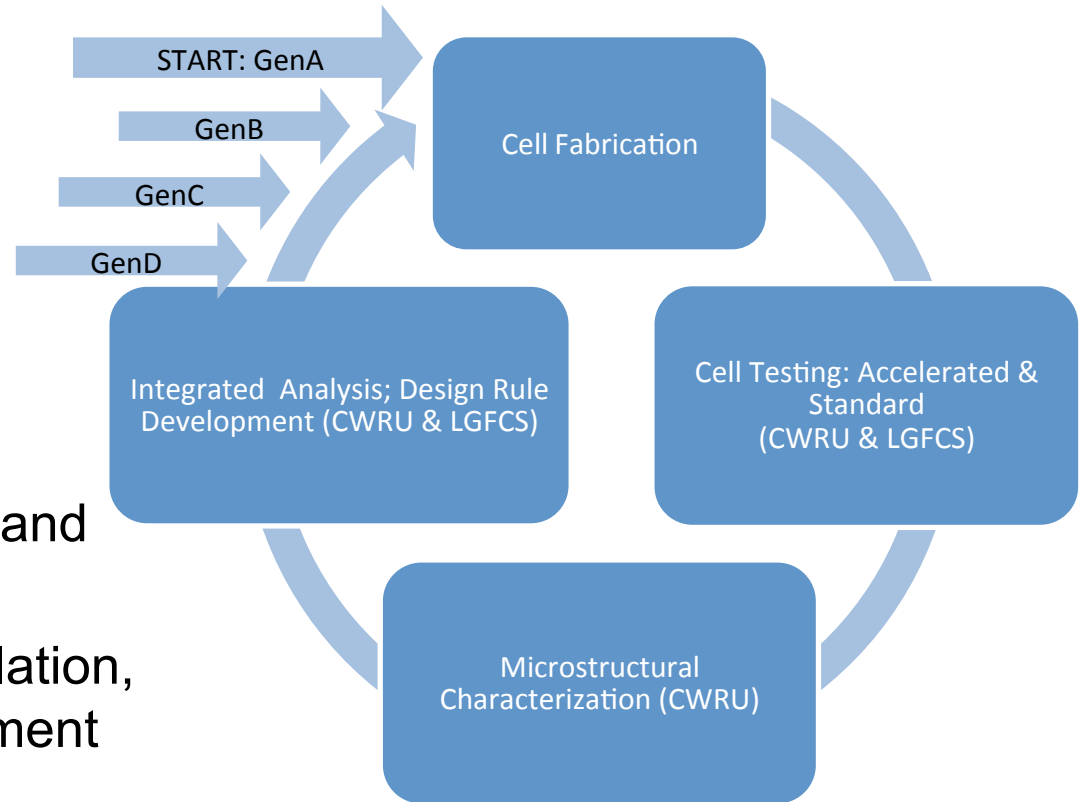 START: GenA
GenB
GenC
GenD
Cell Fabrication
Cell Testing: Accelerated &
Standard
(CWRU & LGFCS)
Integrated Analysis; Design Rule
Development (CWRU & LGFCS)
Microstructural
Characterization (CWRU)
and
lation,
ment